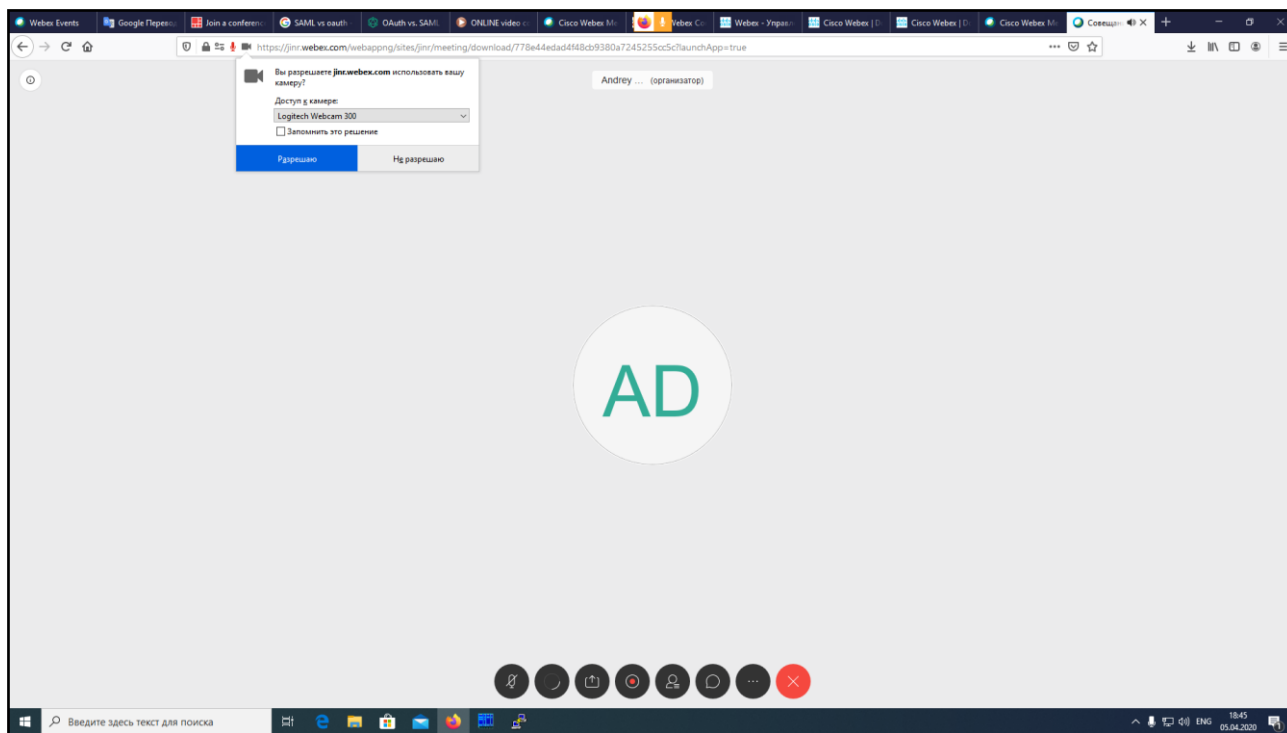 Webex Events
Google Перево
Join a conferenc
SAML vs oauth
OAuth vs. SAML
ONLINE video co
Cisco Webex Me
Webex Co
Webex - Управл
Cisco Webex | D
Cisco Webex | D
Cisco Webex Me
Совещан
https://jinr.webex.com/webappng/sites/jinr/meeting/download/778e44edad4f48cb9380a7245255cc5c?launchApp=true
Вы разрешаете jinr.webex.com использовать вашу
камеру?
Доступ к камере:
Logitech Webcam 300
Запомнить это решение
Разрешаю
Не разрешаю
Andrey ... (организатор)
AD
Введите здесь текст для поиска
ENG
18:45
05.04.2020